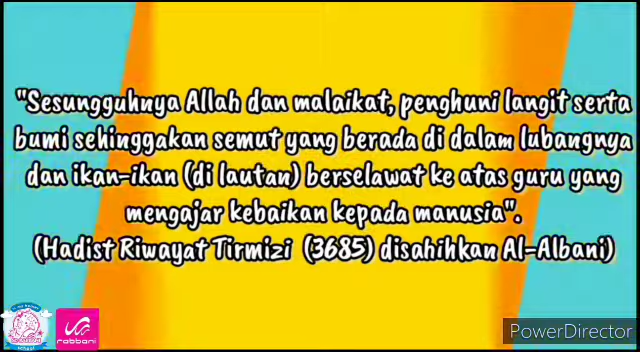 "Sesungguhnya Allah dan malaikat, penghuni langit serta
bumi sehinggakan semut yang berada di dalam lubangnya
dan ikan-ikan (di lautan) berselawat ke atas guru yang
mengajar kebaikan kepada manusia".
(Hadist Riwayat Tirmizi (3685) disahihkan Al-Albani)
rabbani
PowerDirector